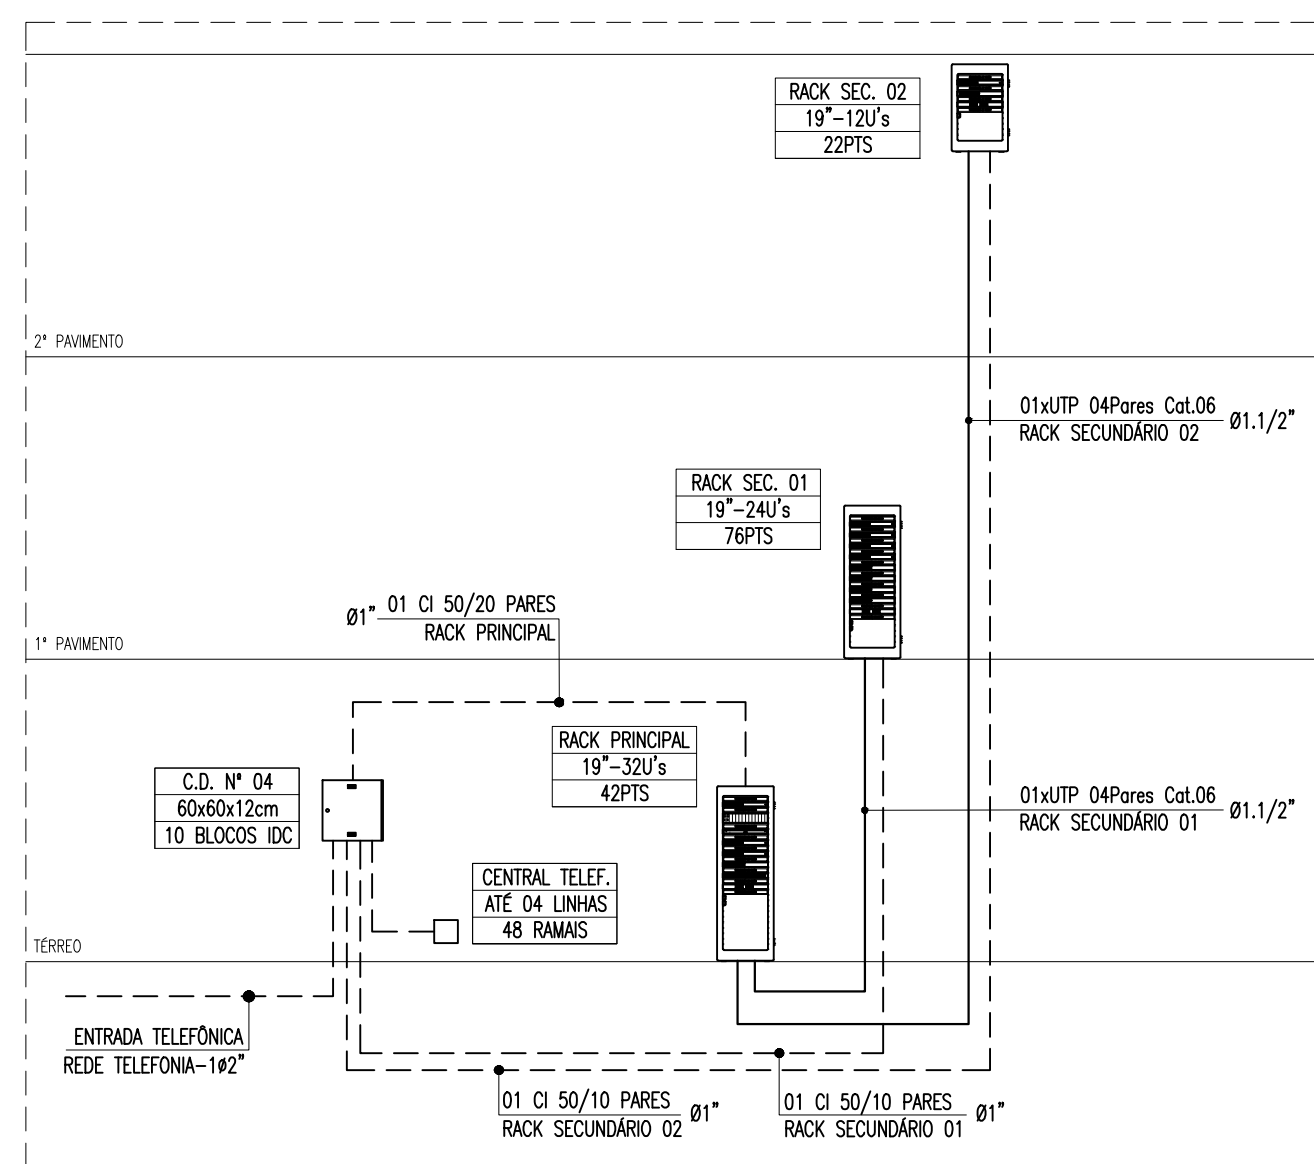 RACK SEC. 02
19"-12U's
22PTS
2º PAVIMENTO
01xUTP 04Pares Cat.06
RACK SECUNDÁRIO 02
Ø1.1/2"
RACK SEC. 01
19"-24U's
76PTS
Ø1"
01 CI 50/20 PARES
RACK PRINCIPAL
1º PAVIMENTO
RACK PRINCIPAL
19"-32U's
42PTS
C.D. Nº 04
60x60x12cm
10 BLOCOS IDC
01xUTP 04Pares Cat.06
RACK SECUNDÁRIO 01
Ø1.1/2"
CENTRAL TELEF.
ATÉ 04 LINHAS
48 RAMAIS
TÉRREO
ENTRADA TELEFÔNICA
REDE TELEFONIA-1ø2"
01 CI 50/10 PARES
RACK SECUNDÁRIO 02
Ø1"
01 CI 50/10 PARES
RACK SECUNDÁRIO 01
Ø1"